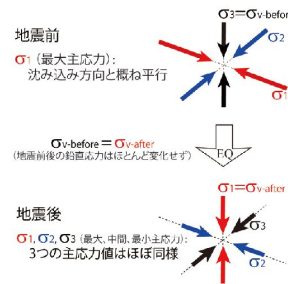 地震前
σ3=σv-before
σ1（最大主応力）:
沈み込み方向と概ね平行
σ2
σ1
σv-before=σv-after
（地震前後の鉛直応力はほとんど変化せず）
EQ
地震後
σ1=σv-after
σ3
σ1, σ2, σ3（最大、中間、最小主応力）:
3つの主応力値はほぼ同様
σ2